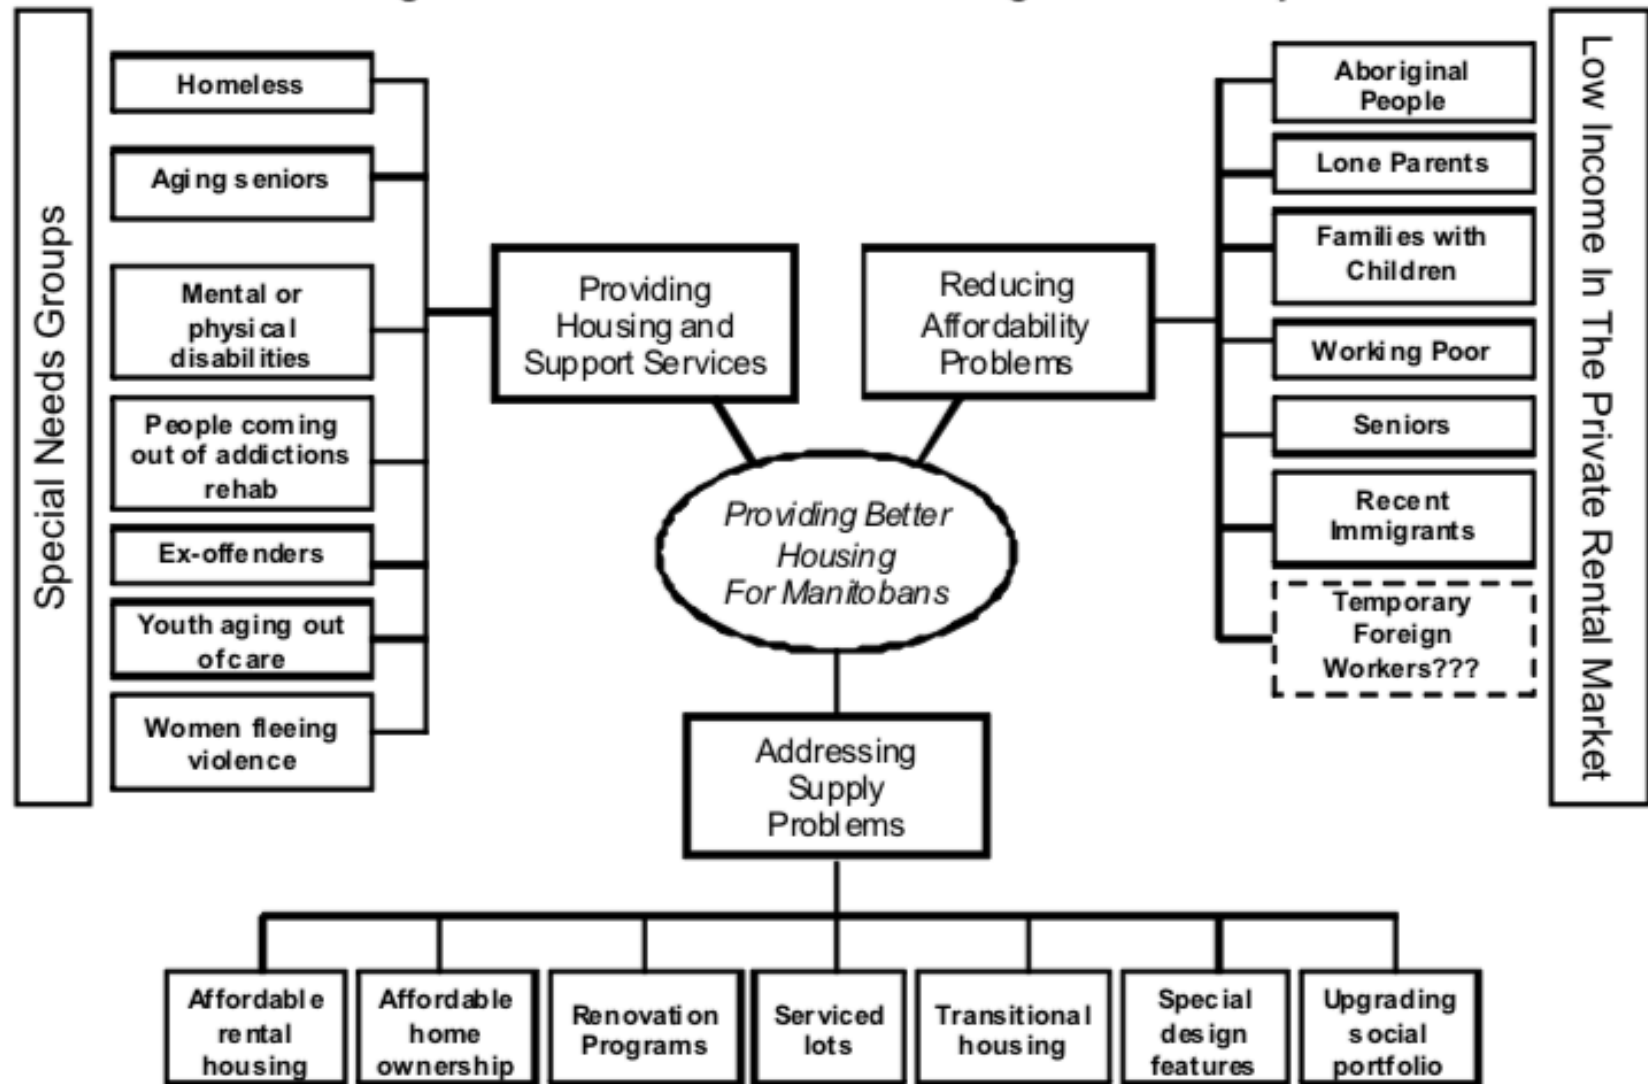 Special Needs Groups
Homeless
Aging seniors
Mental or
physical
disabilities
People coming
out of addictions
rehab
Ex-offenders
Youth aging out
of care
Women fleeing
violence
Providing
Housing and
Support Services
Reducing
Affordability
Problems
Providing Better
Housing
For Manitobans
Aboriginal
People
Lone Parents
Families with
Children
Working Poor
Seniors
Recent
Immigrants
Temporary
Foreign
Workers???
Low Income In The Private Rental Market
Addressing
Supply
Problems
Affordable
rental
housing
Affordable
home
ownership
Renovation
Programs
Serviced
lots
Transitional
housing
Special
design
features
Upgrading
social
portfolio